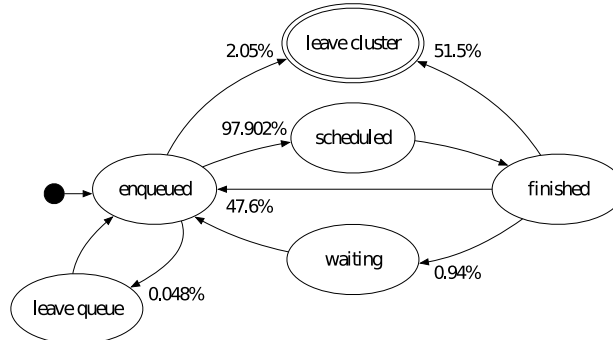 leave cluster
2.05%
51.5%
97.902%
scheduled
enqueued
finished
47.6%
waiting
0.94%
0.048%
leave queue